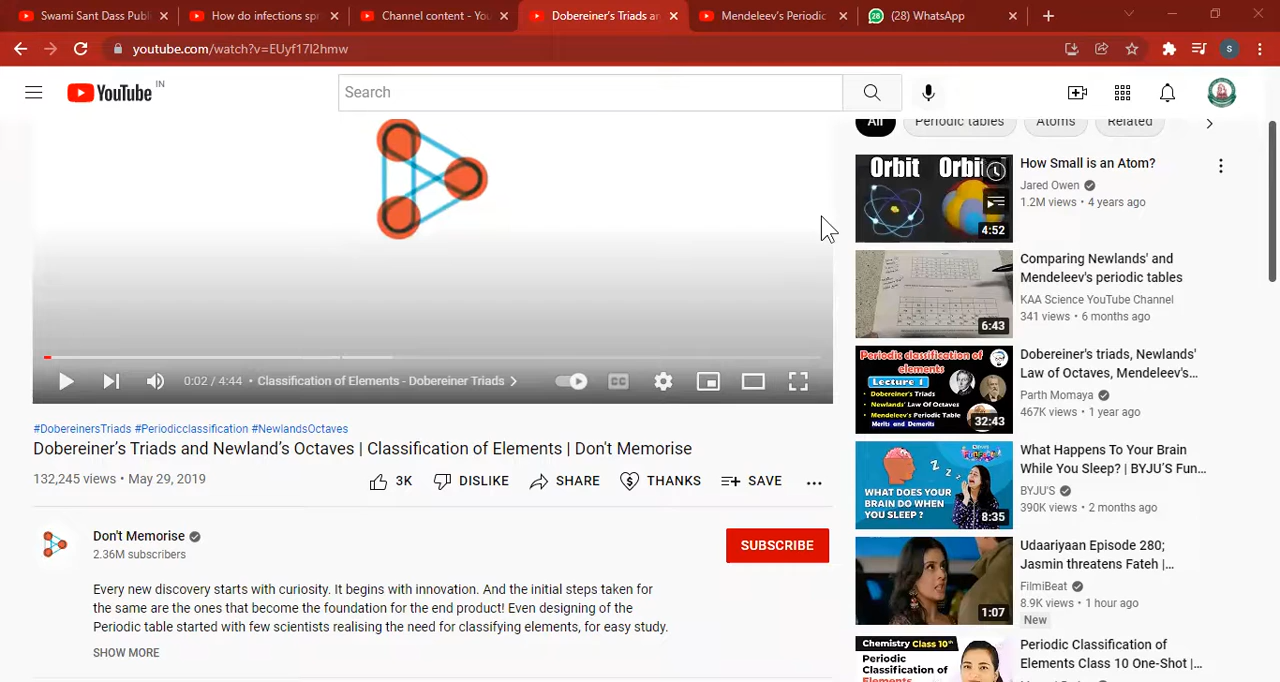 Swami Sant Dass Publ
How do infections spr
Channel content - You
Dobereiner's Triads an
Mendeleev's Periodic
28
(28) WhatsApp
youtube.com/watch?v=EUyf17I2hmw
S
YouTube IN
Search
All
Periodic tables
Atoms
Related
Orbit Orbi
4:52
How Small is an Atom?
Jared Owen
1.2M views • 4 years ago
6:43
Comparing Newlands' and
Mendeleev's periodic tables
KAA Science YouTube Channel
341 views • 6 months ago
Periodic classification of
elements
Lecture 1
• Dobereiner's Triads
• Newlands' Law Of Octaves
• Mendeleev's Periodic Table
Merits and Demerits
32:43
Dobereiner's triads, Newlands'
Law of Octaves, Mendeleev's...
Parth Momaya
467K views • 1 year ago
WHAT DOES YOUR
BRAIN DO WHEN
YOU SLEEP ?
8:35
What Happens To Your Brain
While You Sleep? | BYJU'S Fun...
BYJU'S
390K views • 2 months ago
1:07
Udaariyaan Episode 280;
Jasmin threatens Fateh |...
FilmiBeat
8.9K views • 1 hour ago
New
Chemistry Class 10th
Periodic
Classification of
Elements
Periodic Classification of
Elements Class 10 One-Shot |...
0:02 / 4:44 • Classification of Elements - Dobereiner Triads
CC
#DobereinersTriads #Periodicclassification #NewlandsOctaves
Dobereiner's Triads and Newland's Octaves | Classification of Elements | Don't Memorise
132,245 views • May 29, 2019
3K
DISLIKE
SHARE
THANKS
SAVE
Don't Memorise
2.36M subscribers
SUBSCRIBE
Every new discovery starts with curiosity. It begins with innovation. And the initial steps taken for
the same are the ones that become the foundation for the end product! Even designing of the
Periodic table started with few scientists realising the need for classifying elements, for easy study.
SHOW MORE